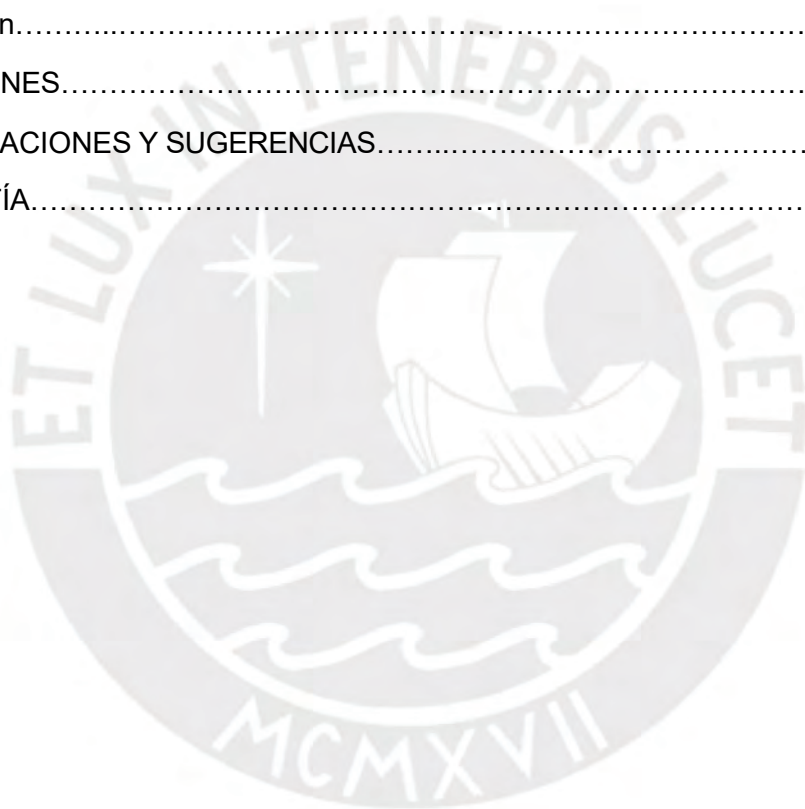 n………..……………………………………………………………………………
NES……………………………………………………………………………
ACIONES Y SUGERENCIAS……..………………………………………
ÍA………………………………………………………………………………
ET LUX IN TENEBRIS LUCET
MCMXVII